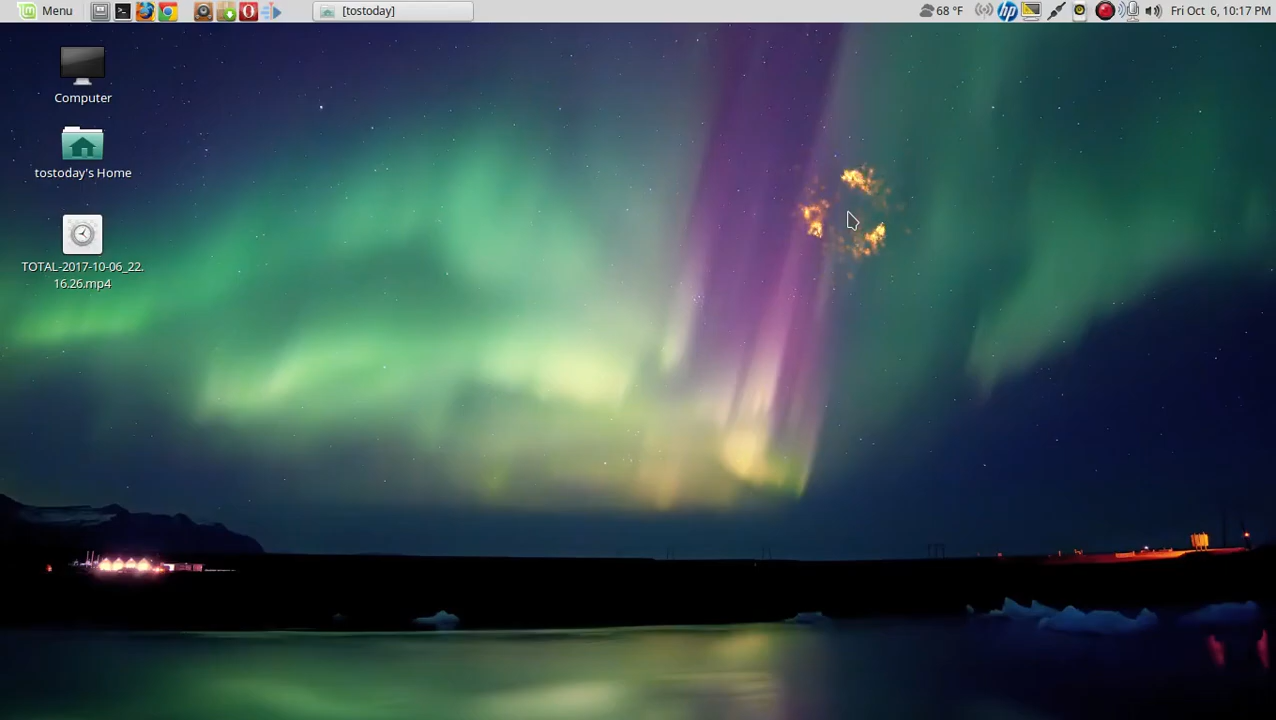 Menu
[tostoday]
68 °F
hp
Fri Oct 6, 10:17 PM
Computer
tostoday's Home
TOTAL-2017-10-06_22.
16.26.mp4